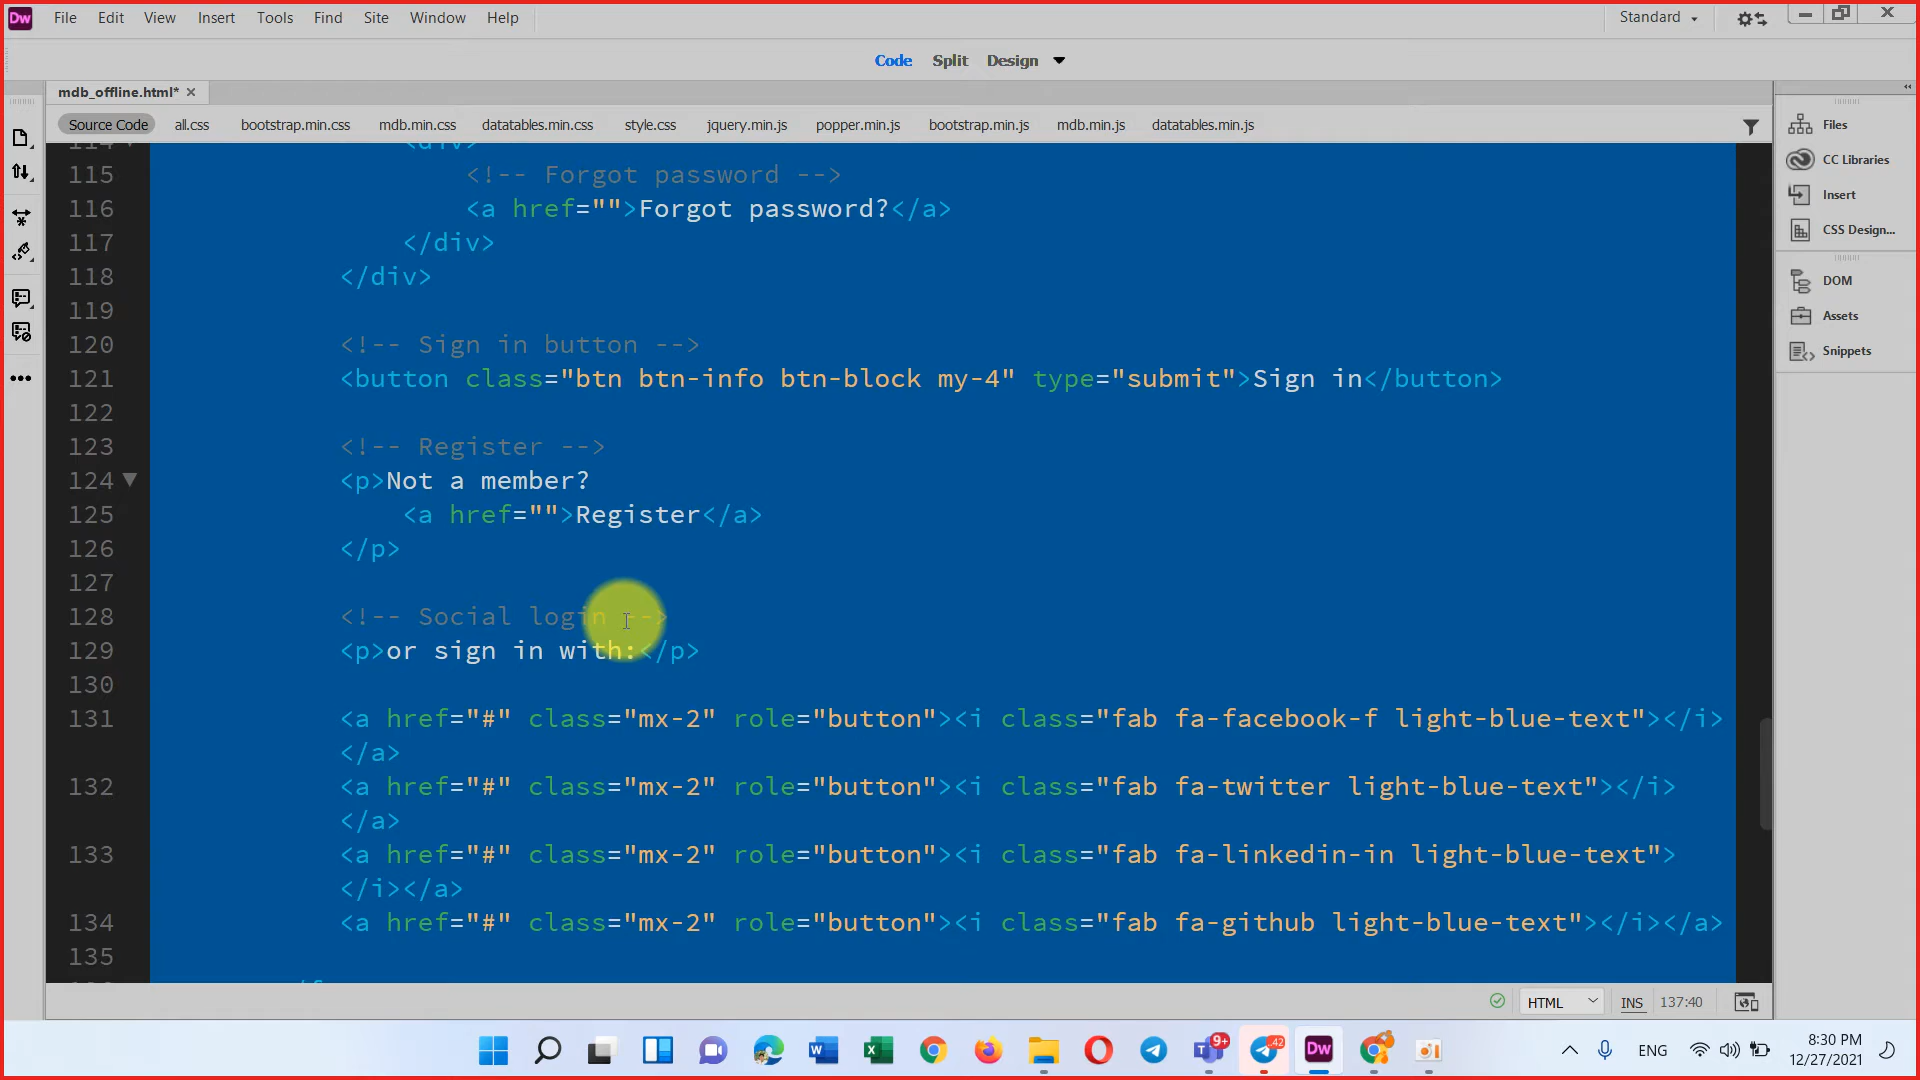 Dw File Edit View Insert Tools Find Site Window Help Standard
Code Split Design
mdb_offline.html*
Source Code all.css bootstrap.min.css mdb.min.css datatables.min.css style.css jquery.min.js popper.min.js bootstrap.min.js mdb.min.js datatables.min.js
114 <div>
115 <!-- Forgot password -->
116 <a href="">Forgot password?</a>
117 </div>
118 </div>
119
120 <!-- Sign in button -->
121 <button class="btn btn-info btn-block my-4" type="submit">Sign in</button>
122
123 <!-- Register -->
124 <p>Not a member?
125 <a href="">Register</a>
126 </p>
127
128 <!-- Social login -->
129 <p>or sign in with:</p>
130
131 <a href="#" class="mx-2" role="button"><i class="fab fa-facebook-f light-blue-text"></i>
</a>
132 <a href="#" class="mx-2" role="button"><i class="fab fa-twitter light-blue-text"></i>
</a>
133 <a href="#" class="mx-2" role="button"><i class="fab fa-linkedin-in light-blue-text">
</i></a>
134 <a href="#" class="mx-2" role="button"><i class="fab fa-github light-blue-text"></i></a>
135
Files
CC Libraries
Insert
CSS Design...
DOM
Assets
Snippets
HTML INS 137:40
9+ 42 Dw ENG 8:30 PM
12/27/2021